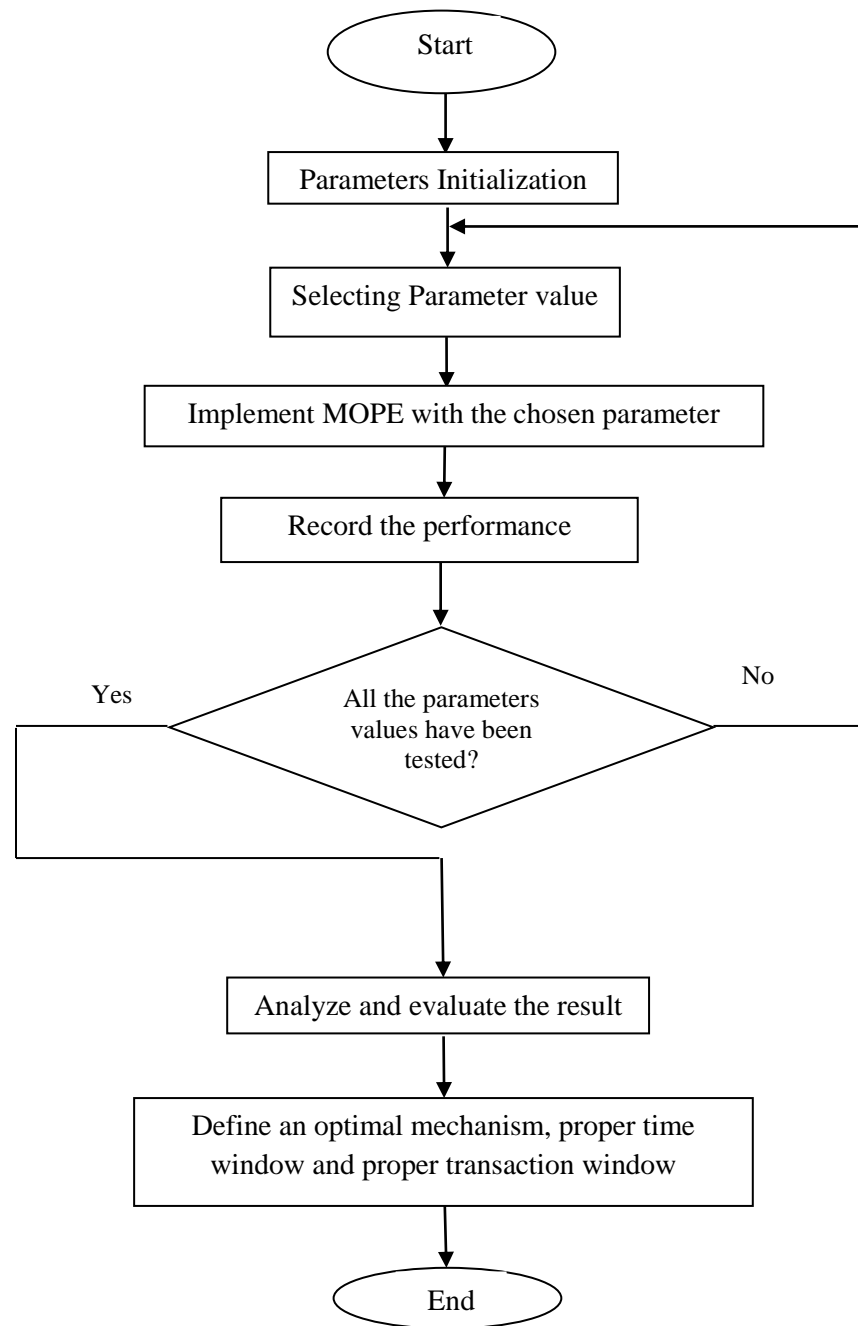 Start
Parameters Initialization
Selecting Parameter value
Implement MOPE with the chosen parameter
Record the performance
Yes
No
All the parameters
values have been
tested?
Analyze and evaluate the result
Define an optimal mechanism, proper time
window and proper transaction window
End